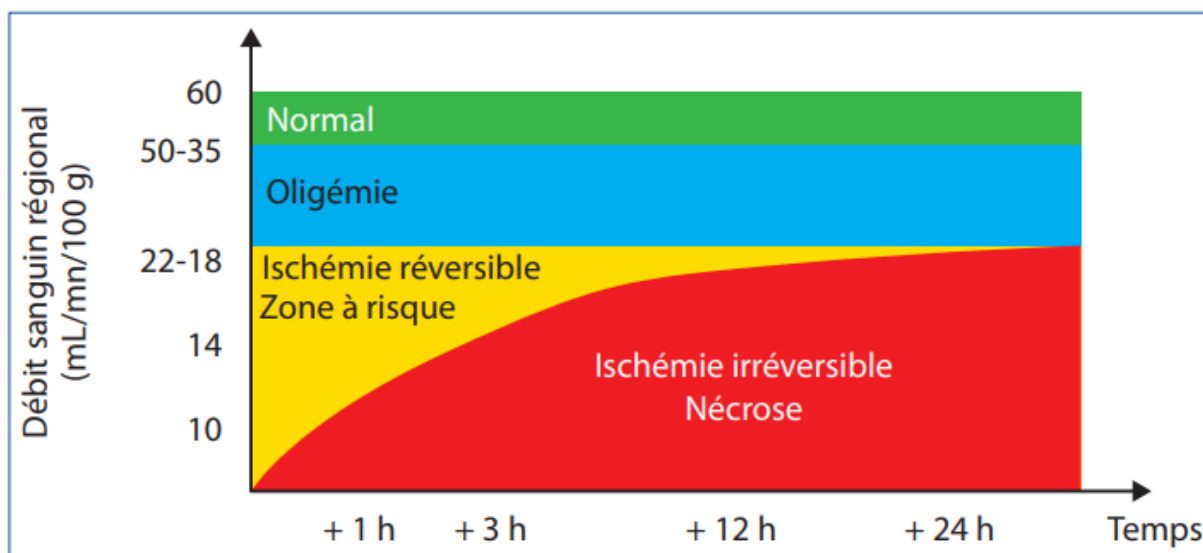 Débit sanguin régional
(mL/mn/100 g)
60
50-35
22-18
14
10
Normal
Oligémie
Ischémie réversible
Zone à risque
Ischémie irréversible
Nécrose
+ 1 h + 3 h + 12 h + 24 h Temps